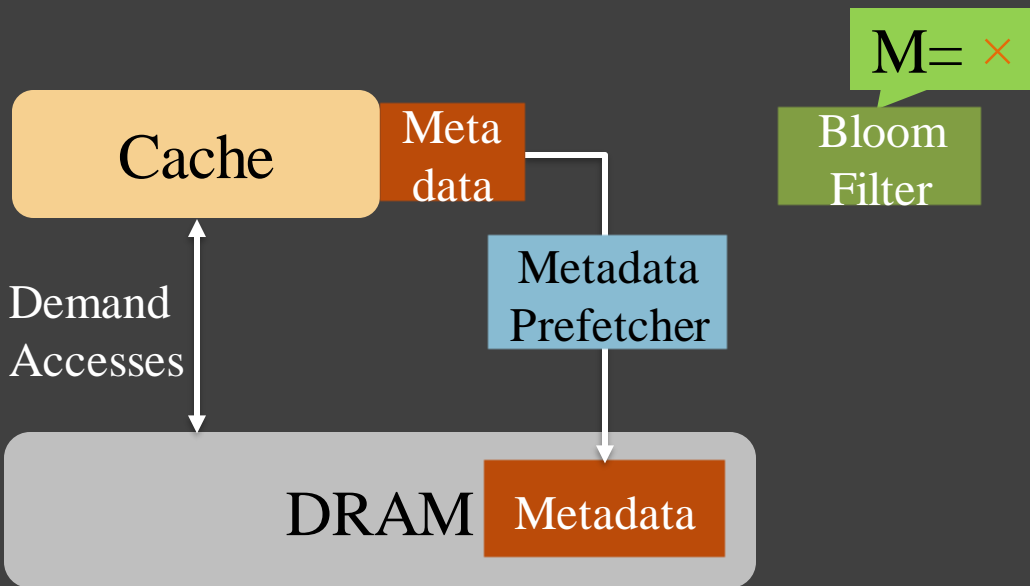 M= ×
Cache
Meta
data
Bloom
Filter
Metadata
Prefetcher
Demand
Accesses
DRAM
Metadata